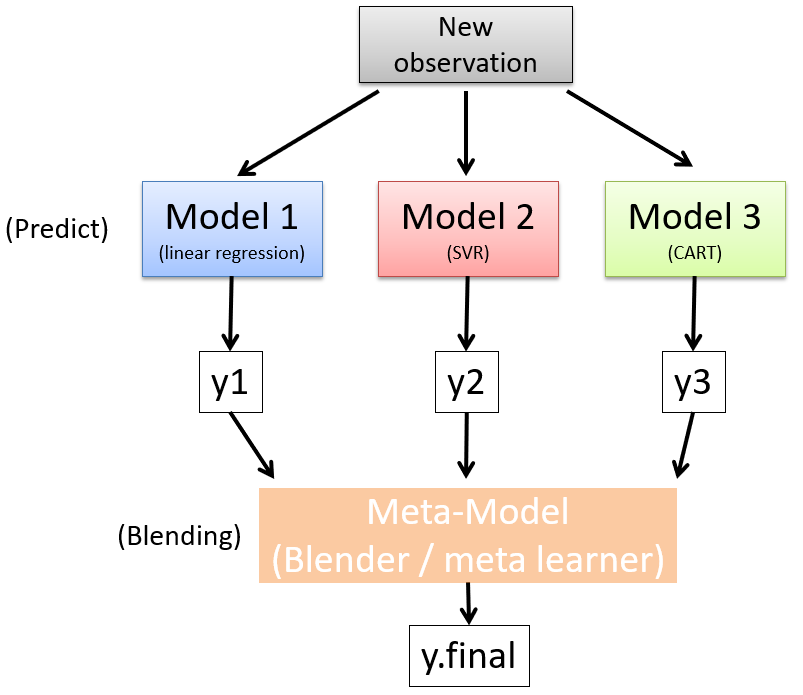 New
observation
(Predict)
Model 1
(linear regression)
Model 2
(SVR)
Model 3
(CART)
y1
y2
y3
(Blending)
Meta-Model
(Blender / meta learner)
y.final